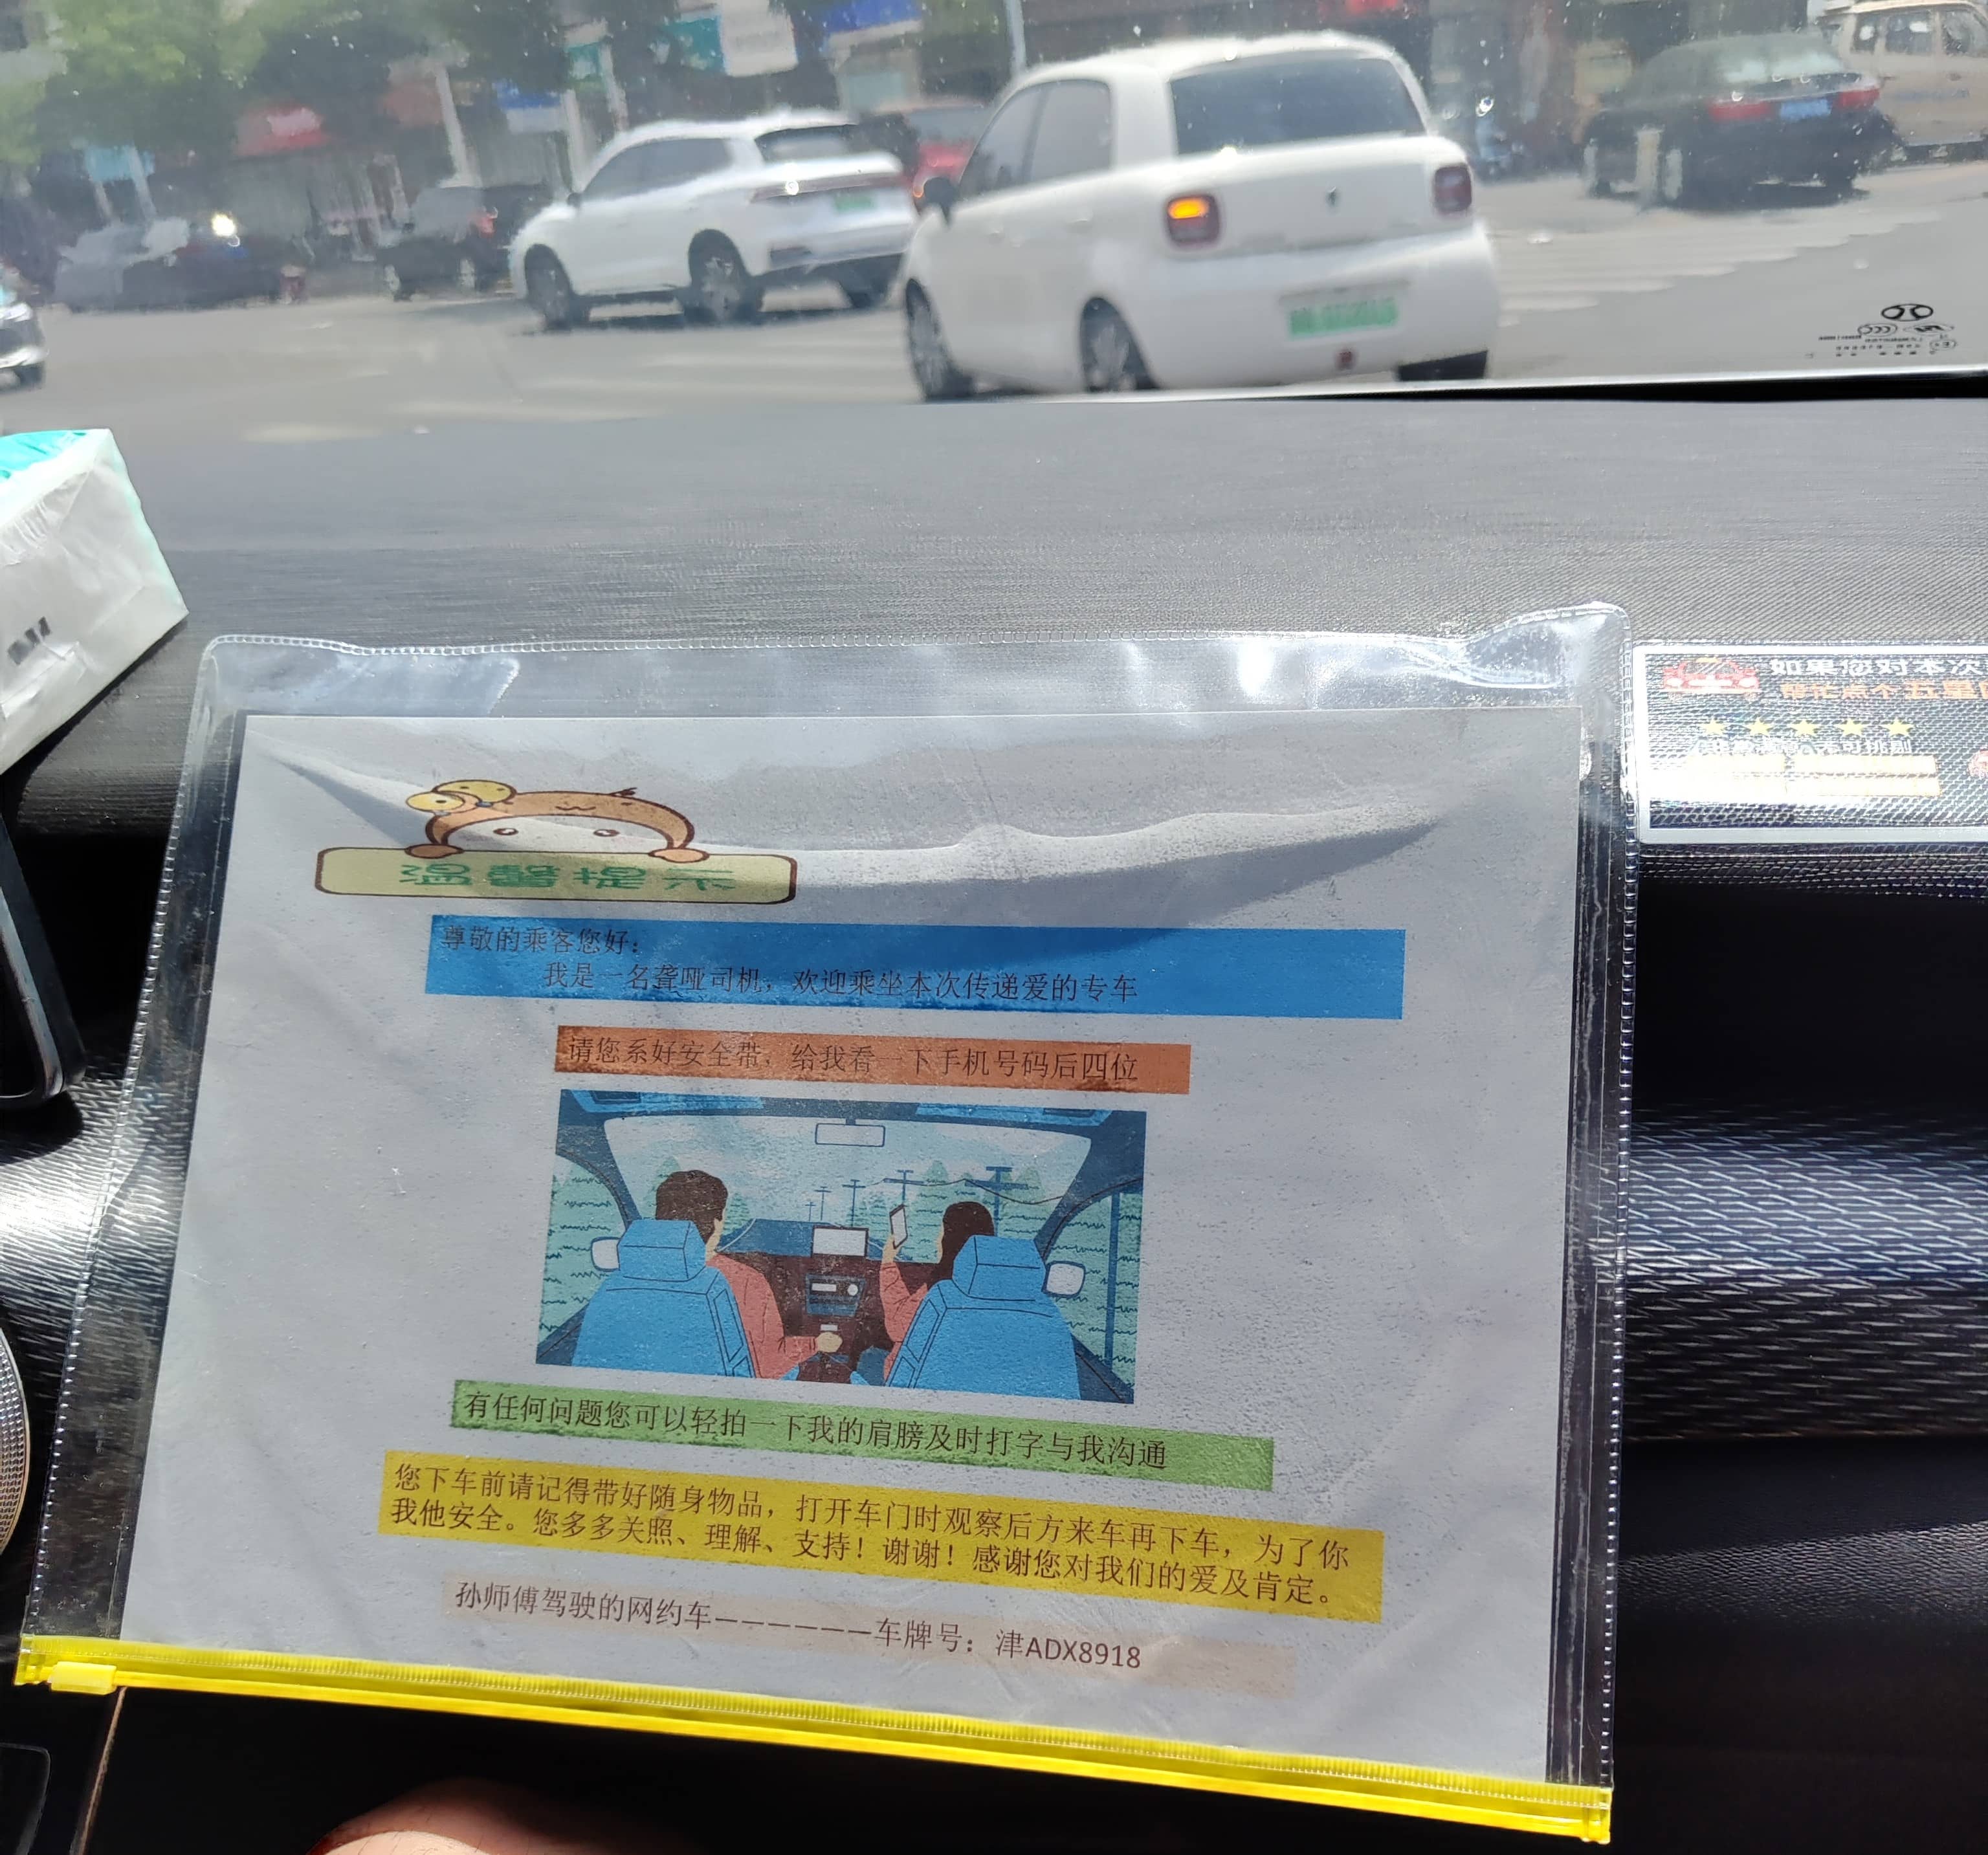 如果您对本次
帮忙点个五星
温馨提示
尊敬的乘客您好：
我是一名聋哑司机，欢迎乘坐本次传递爱的专车
请您系好安全带，给我看一下手机号码后四位
有任何问题您可以轻拍一下我的肩膀及时打字与我沟通
您下车前请记得带好随身物品，打开车门时观察后方来车再下车，为了你
我他安全。您多多关照、理解、支持！谢谢！感谢您对我们的爱及肯定。
孙师傅驾驶的网约车——————车牌号：津ADX8918